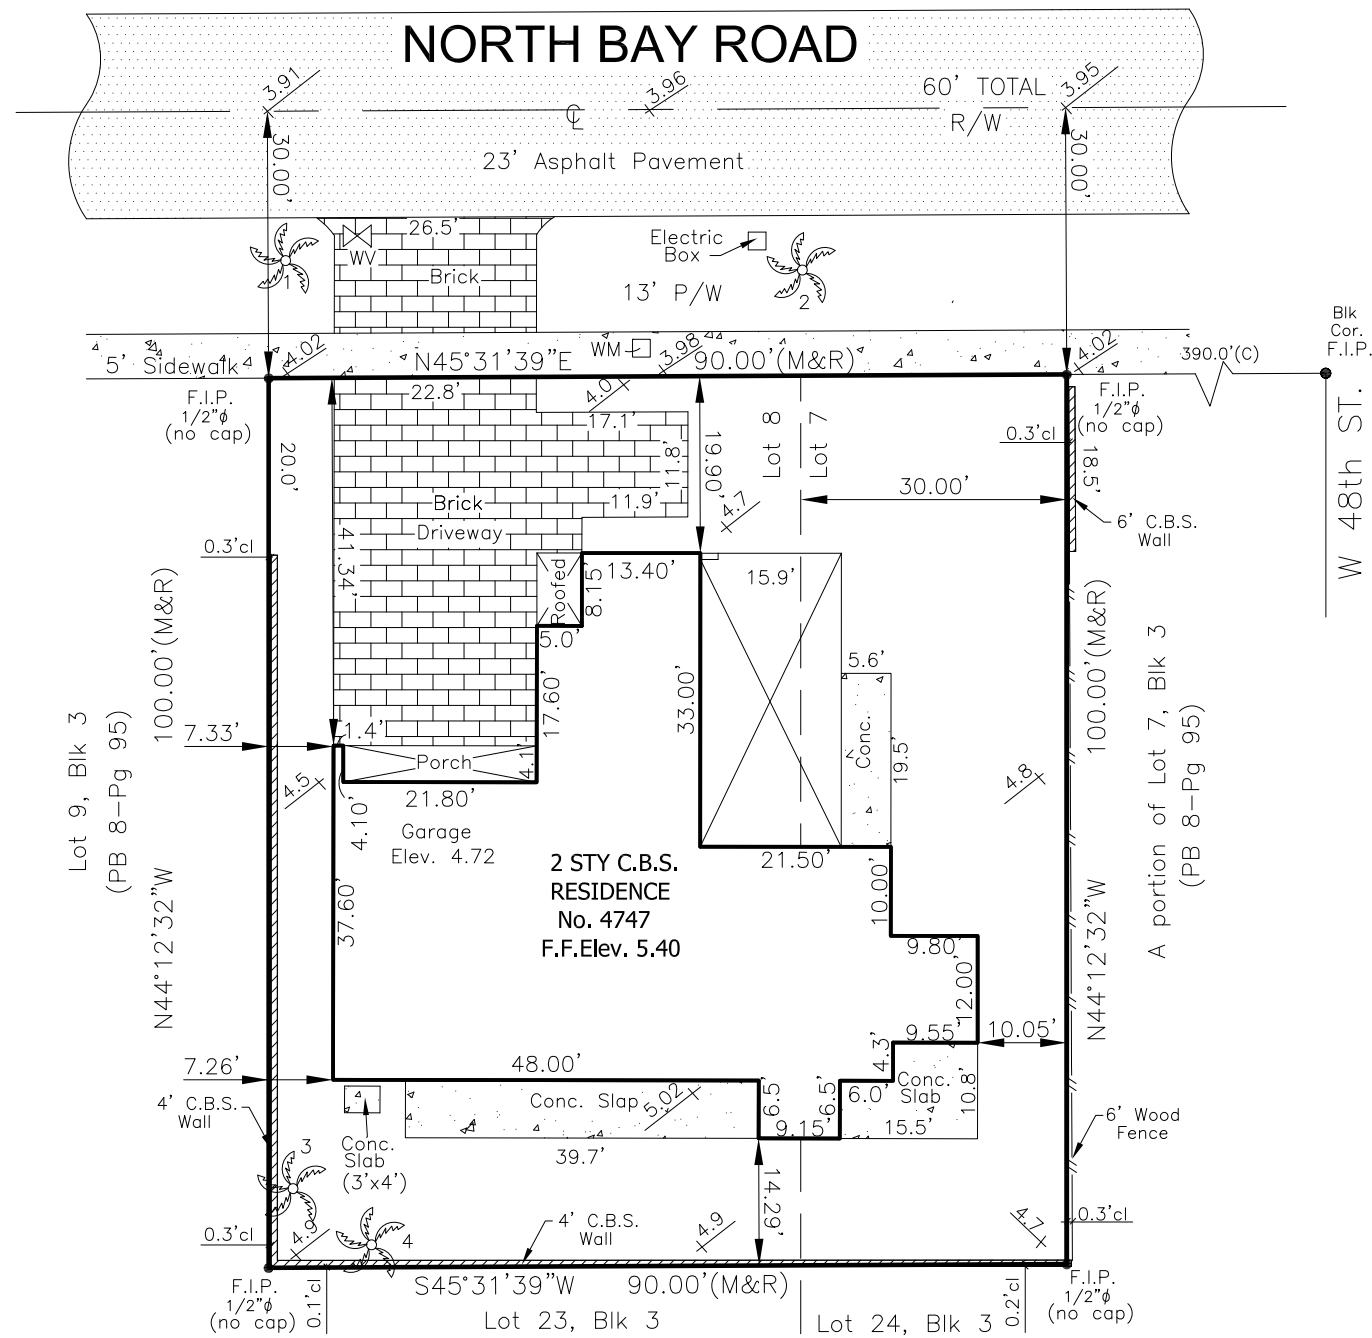 NORTH BAY ROAD
3.91
3.96
3.95
60' TOTAL
R/W
℄
23' Asphalt Pavement
30.00'
30.00'
26.5'
WV
Brick
1
Electric
Box
13' P/W
2
Blk
Cor.
F.I.P.
5' Sidewalk
4.02
N45°31'39"E
WM
3.98
90.00'(M&R)
4.02
390.0'(C)
F.I.P.
1/2"ϕ
(no cap)
22.8'
4.0
17.1'
11.8'
11.9'
19.90'
Lot 8
Lot 7
F.I.P.
1/2"ϕ
(no cap)
0.3'cl
18.5'
W 48th ST.
20.0'
Brick
Driveway
4.7
30.00'
6' C.B.S.
Wall
0.3'cl
41.34'
Roofed
8.15'
13.40'
15.9'
5.0'
17.60'
33.00'
5.6'
Conc.
19.5'
100.00'(M&R)
100.00'(M&R)
Lot 9, Blk 3
(PB 8-Pg 95)
A portion of Lot 7, Blk 3
(PB 8-Pg 95)
7.33'
1.4'
Porch
4.1'
4.5
4.8
4.10'
21.80'
Garage
Elev. 4.72
2 STY C.B.S.
RESIDENCE
No. 4747
F.F.Elev. 5.40
21.50'
10.00'
9.80'
12.00'
37.60'
N44°12'32"W
N44°12'32"W
9.55'
10.05'
4.3'
7.26'
48.00'
6.0'
Conc.
Slab
10.8'
4' C.B.S.
Wall
Conc. Slap
5.02
6.5'
6.5'
9.15'
15.5'
6' Wood
Fence
Conc.
Slab
(3'x4')
39.7'
3
14.29'
0.3'cl
4.9
4
4' C.B.S.
Wall
4.9
4.7
0.3'cl
F.I.P.
1/2"ϕ
(no cap)
0.1'cl
S45°31'39"W
90.00'(M&R)
0.2'cl
F.I.P.
1/2"ϕ
(no cap)
Lot 23, Blk 3
Lot 24, Blk 3